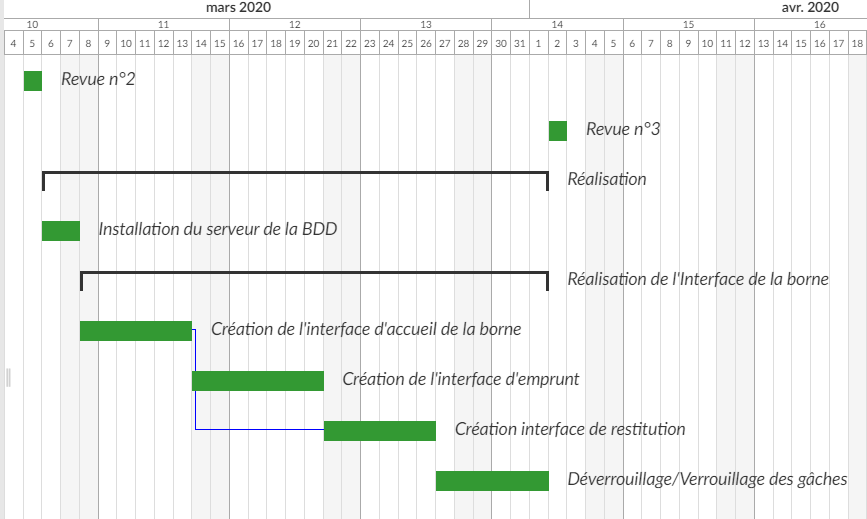 mars 2020 avr. 2020
10 11 12 13 14 15 16
4 5 6 7 8 9 10 11 12 13 14 15 16 17 18 19 20 21 22 23 24 25 26 27 28 29 30 31 1 2 3 4 5 6 7 8 9 10 11 12 13 14 15 16 17 18
Revue n°2
Revue n°3
Réalisation
Installation du serveur de la BDD
Réalisation de l'Interface de la borne
Création de l'interface d'accueil de la borne
Création de l'interface d'emprunt
Création interface de restitution
Déverrouillage/Verrouillage des gâches